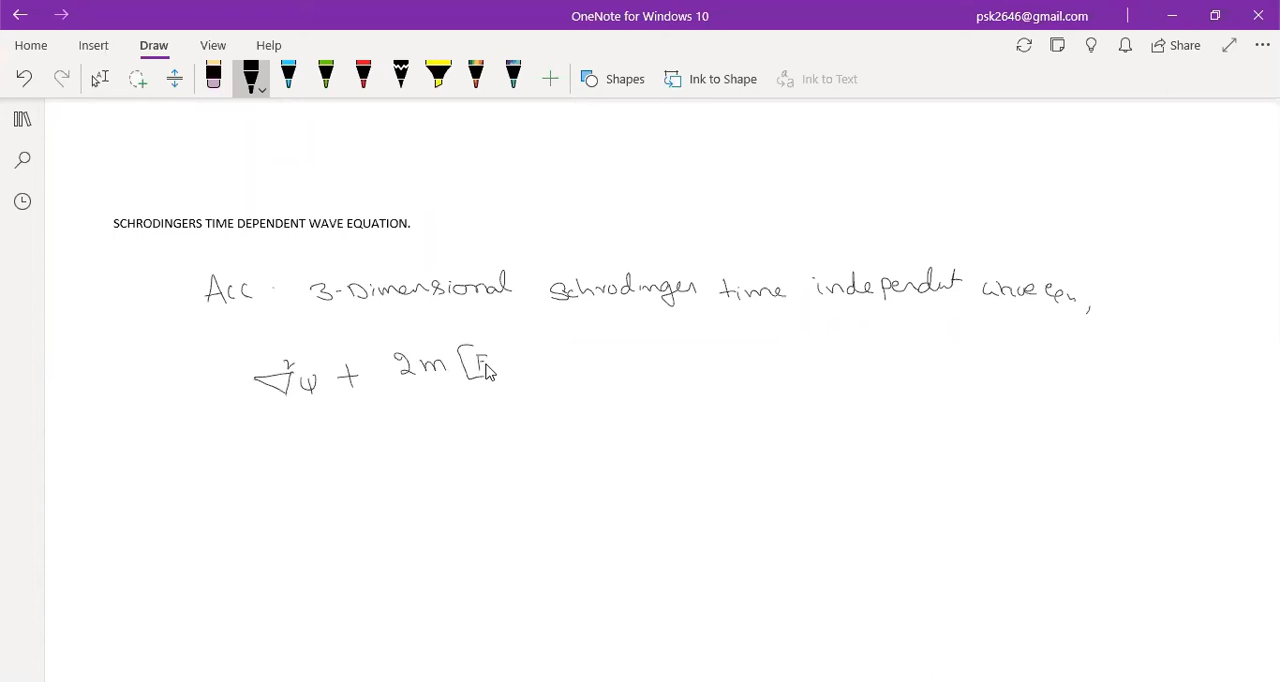 OneNote for Windows 10
psk2646@gmail.com
Home Insert Draw View Help
Share
Shapes Ink to Shape Ink to Text
SCHRODINGERS TIME DEPENDENT WAVE EQUATION.
Acc. 3-Dimensional Schrodinger time independent wave eqn,
∇²ψ + 2m [E